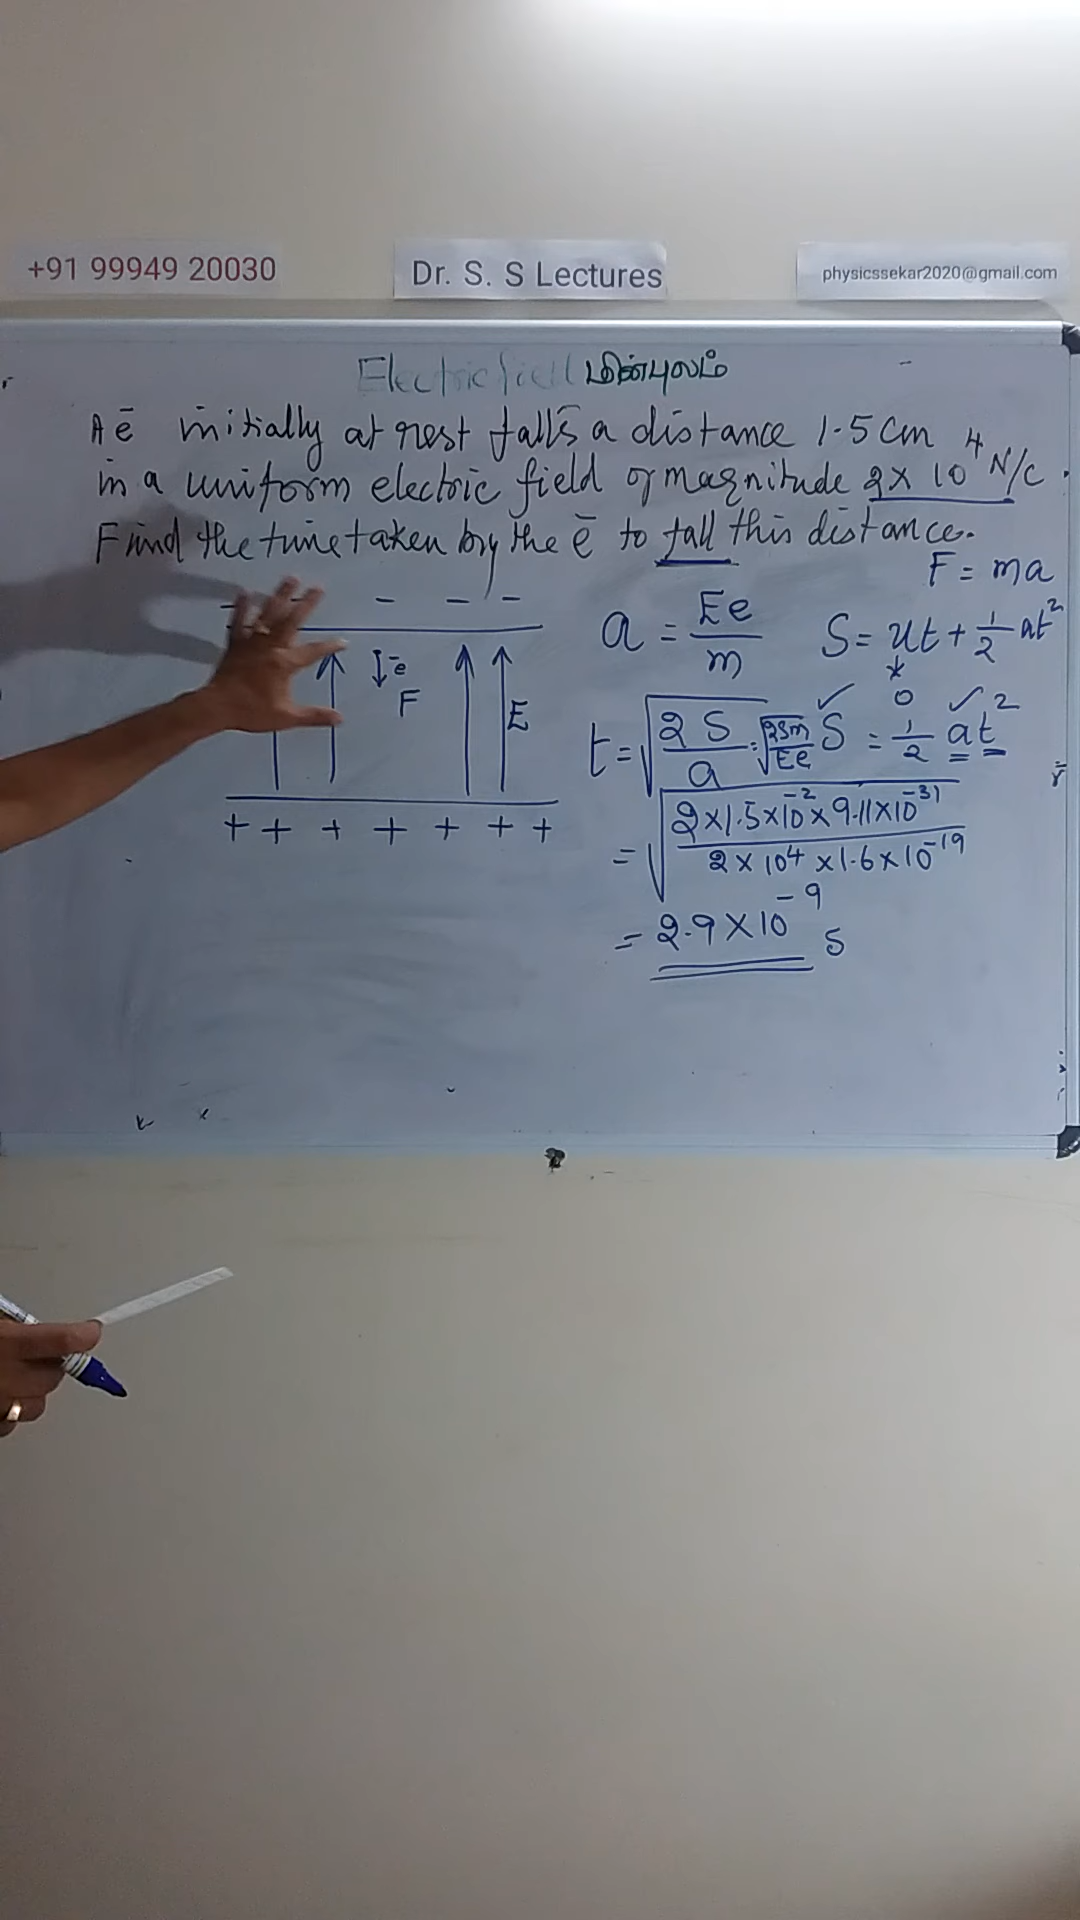 +91 99949 20030
Dr. S. S Lectures
physicssekar2020@gmail.com
Electric field மின்புலம்
A ē initially at rest falls a distance 1.5 cm
in a uniform electric field of magnitude 2 x 10⁴ N/C.
Find the time taken by the ē to fall this distance.
F = ma
- - - -
a = Ee/m
S = ut + 1/2 at²
0
ē
F
E
t = √(2S/a) = √(2Sm/Ee)
S = 1/2 at²
+ + + + + + +
= √(2×1.5×10⁻²×9.11×10⁻³¹ / 2×10⁴×1.6×10⁻¹⁹)
= 2.9 × 10⁻⁹ s